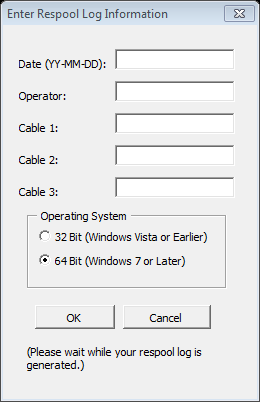 Enter Respool Log Information
Date (YY-MM-DD):
Operator:
Cable 1:
Cable 2:
Cable 3:
Operating System
32 Bit (Windows Vista or Earlier)
64 Bit (Windows 7 or Later)
OK Cancel
(Please wait while your respool log is
generated.)